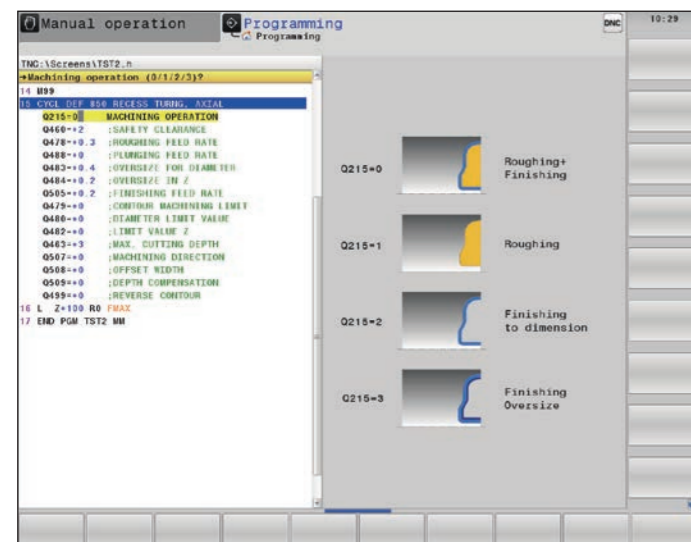 Manual operation
Programming
Programming
DNC
10:29
TNC:\Screens\TST2.h
→Machining operation (0/1/2/3)?
14 M99
15 CYCL DEF 850 RECESS TURNG, AXIAL
Q215=0 MACHINING OPERATION
Q460=+2 ;SAFETY CLEARANCE
Q478=+0.3 ;ROUGHING FEED RATE
Q488=+0 ;PLUNGING FEED RATE
Q483=+0.4 ;OVERSIZE FOR DIAMETER
Q484=+0.2 ;OVERSIZE IN Z
Q505=+0.2 ;FINISHING FEED RATE
Q479=+0 ;CONTOUR MACHINING LIMIT
Q480=+0 ;DIAMETER LIMIT VALUE
Q482=+0 ;LIMIT VALUE Z
Q463=+3 ;MAX. CUTTING DEPTH
Q507=+0 ;MACHINING DIRECTION
Q508=+0 ;OFFSET WIDTH
Q509=+0 ;DEPTH COMPENSATION
Q499=+0 ;REVERSE CONTOUR
16 L Z+100 R0 FMAX
17 END PGM TST2 MM
Q215=0
Roughing+
Finishing
Q215=1
Roughing
Q215=2
Finishing
to dimension
Q215=3
Finishing
Oversize